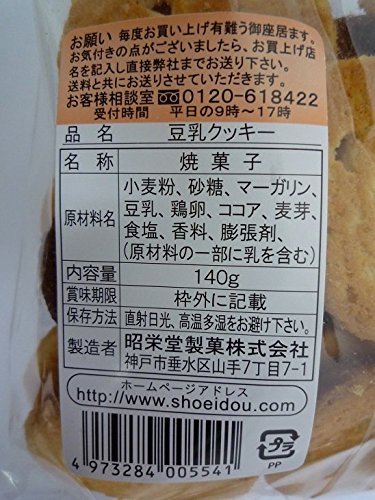 お願い 毎度お買い上げ有難う御座居ます。
お気付きの点がございましたら、お買上げ店
名を記入し直接弊社までお送り下さい。
送料と共にお送りさせていただきます。
お客様相談室 0120-618422
受付時間 平日の9時〜17時
品名 豆乳クッキー
名称 焼菓子
原材料名 小麦粉、砂糖、マーガリン、
豆乳、鶏卵、ココア、麦芽、
食塩、香料、膨張剤、
(原材料の一部に乳を含む)
内容量 140g
賞味期限 枠外に記載
保存方法 直射日光、高温多湿をお避け下さい。
製造者 昭栄堂製菓株式会社
神戸市垂水区山手7丁目7-1
ホームページアドレス
http://www.shoeidou.com/
4 973284 005541
プラ
PP